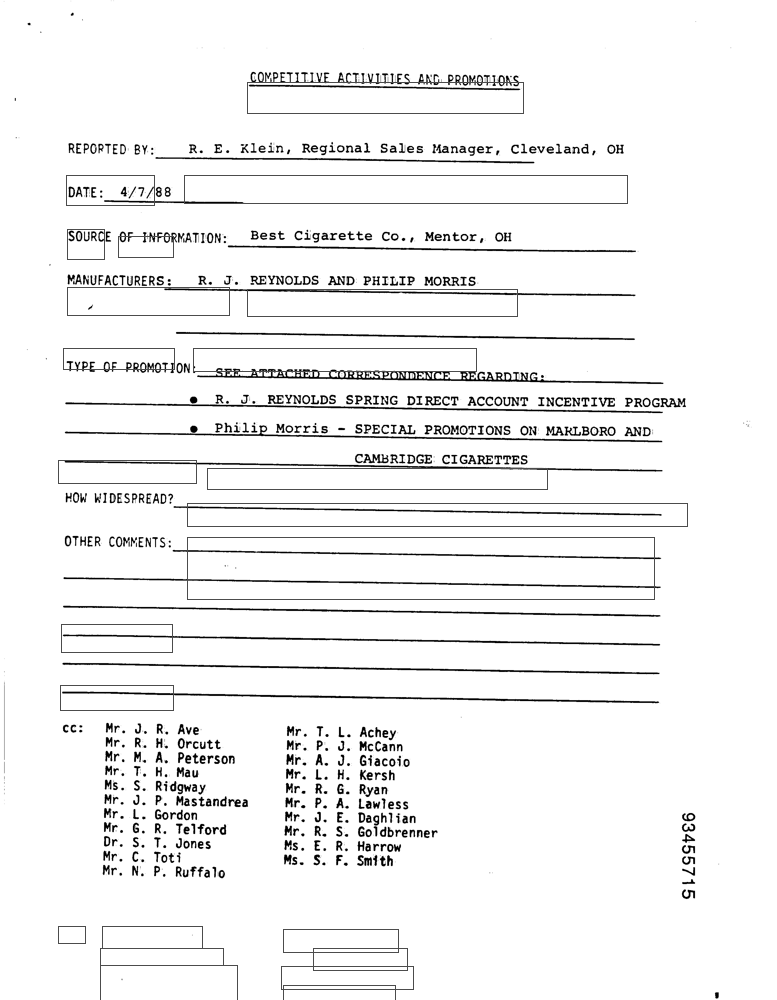 COMPETITIVE ACTIVITIES AND PROMOTIONS
REPORTED BY: R. E. Klein, Regional Sales Manager, Cleveland, OH
DATE: 4/7/88
SOURCE OF INFORMATION: Best Cigarette Co., Mentor, OH
MANUFACTURERS: R. J. REYNOLDS AND PHILIP MORRIS
TYPE OF PROMOTION: SEE ATTACHED CORRESPONDENCE REGARDING:
● R. J. REYNOLDS SPRING DIRECT ACCOUNT INCENTIVE PROGRAM
● Philip Morris - SPECIAL PROMOTIONS ON MARLBORO AND
CAMBRIDGE CIGARETTES
HOW WIDESPREAD?
OTHER COMMENTS:
cc: Mr. J. R. Ave
Mr. R. H. Orcutt
Mr. M. A. Peterson
Mr. T. H. Mau
Ms. S. Ridgway
Mr. J. P. Mastandrea
Mr. L. Gordon
Mr. G. R. Telford
Dr. S. T. Jones
Mr. C. Toti
Mr. N. P. Ruffalo
Mr. T. L. Achey
Mr. P. J. McCann
Mr. A. J. Giacoio
Mr. L. H. Kersh
Mr. R. G. Ryan
Mr. P. A. Lawless
Mr. J. E. Daghlian
Mr. R. S. Goldbrenner
Ms. E. R. Harrow
Ms. S. F. Smith
93455715